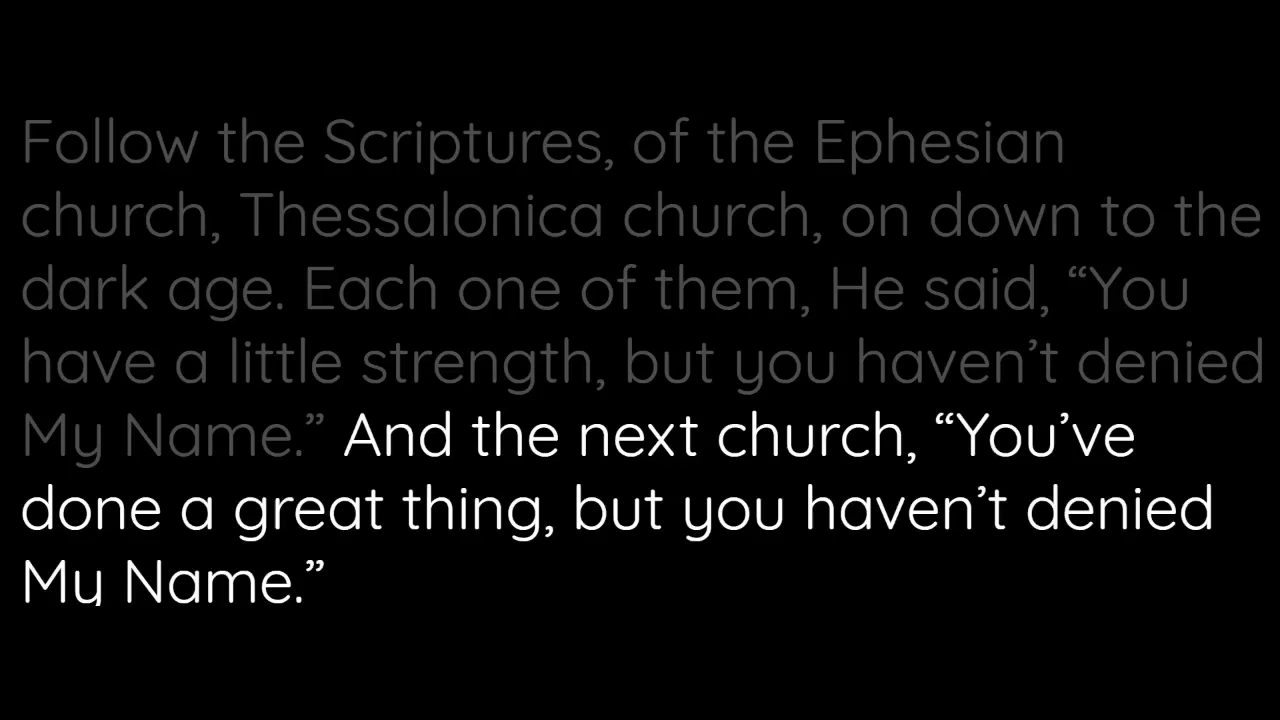 Follow the Scriptures, of the Ephesian
church, Thessalonica church, on down to the
dark age. Each one of them, He said, “You
have a little strength, but you haven’t denied
My Name.” And the next church, “You’ve
done a great thing, but you haven’t denied
My Name.”